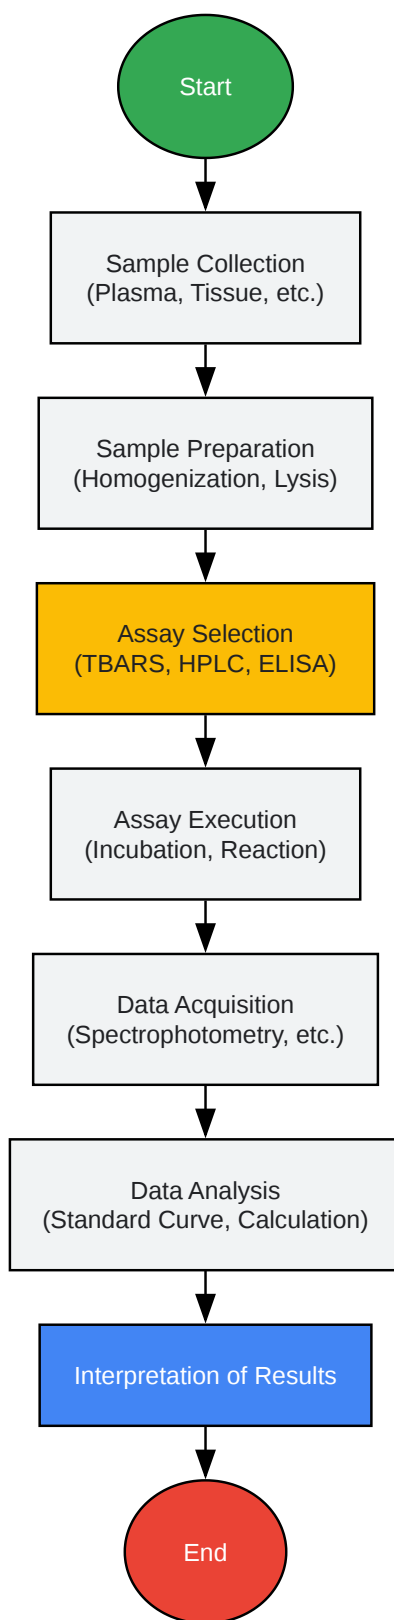 Start
Sample Collection
(Plasma, Tissue, etc.)
Sample Preparation
(Homogenization, Lysis)
Assay Selection
(TBARS, HPLC, ELISA)
Assay Execution
(Incubation, Reaction)
Data Acquisition
(Spectrophotometry, etc.)
Data Analysis
(Standard Curve, Calculation)
Interpretation of Results
End